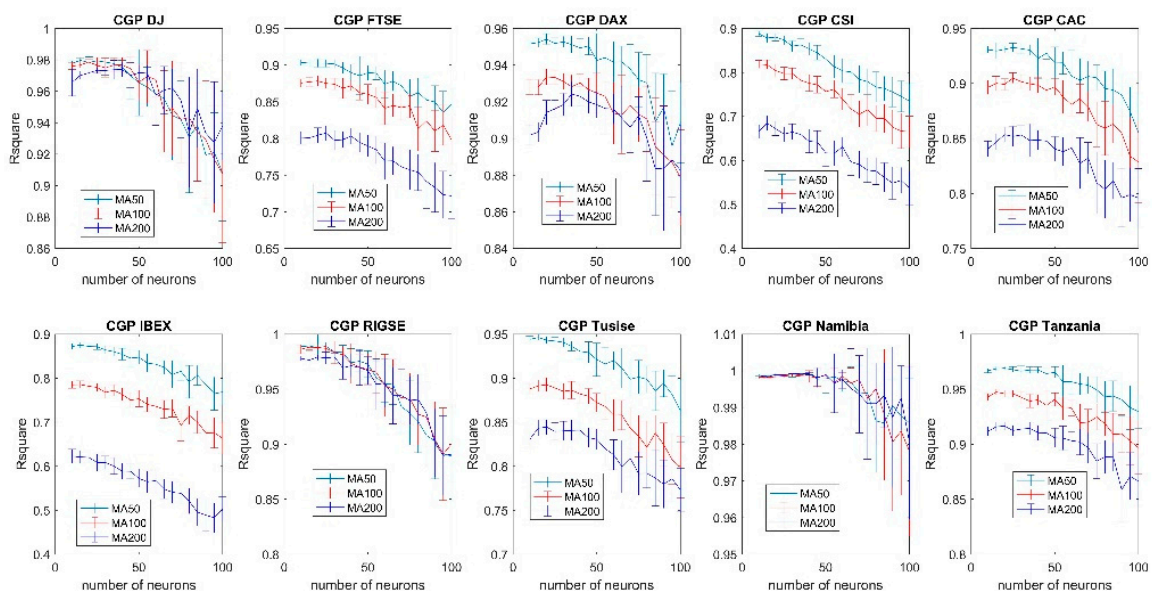 CGP DJ
Rsquare
1
0.98
0.96
0.94
0.92
0.9
0.88
0.86
MA50
MA100
MA200
0
50
100
number of neurons
CGP FTSE
Rsquare
0.95
0.9
0.85
0.8
0.75
0.7
0.65
MA50
MA100
MA200
0
50
100
number of neurons
CGP DAX
Rsquare
0.96
0.94
0.92
0.9
0.88
0.86
0.84
MA50
MA100
MA200
0
50
100
number of neurons
CGP CSI
Rsquare
0.9
0.8
0.7
0.6
0.5
0.4
MA50
MA100
MA200
0
50
100
number of neurons
CGP CAC
Rsquare
0.95
0.9
0.85
0.8
0.75
MA50
MA100
MA200
0
50
100
number of neurons
CGP IBEX
Rsquare
0.9
0.8
0.7
0.6
0.5
0.4
MA50
MA100
MA200
0
50
100
number of neurons
CGP RIGSE
Rsquare
1
0.95
0.9
0.85
0.8
MA50
MA100
MA200
0
50
100
number of neurons
CGP Tusise
Rsquare
0.95
0.9
0.85
0.8
0.75
0.7
MA50
MA100
MA200
0
50
100
number of neurons
CGP Namibia
Rsquare
1.01
1
0.99
0.98
0.97
0.96
0.95
MA50
MA100
MA200
0
50
100
number of neurons
CGP Tanzania
Rsquare
1
0.95
0.9
0.85
0.8
MA50
MA100
MA200
0
50
100
number of neurons